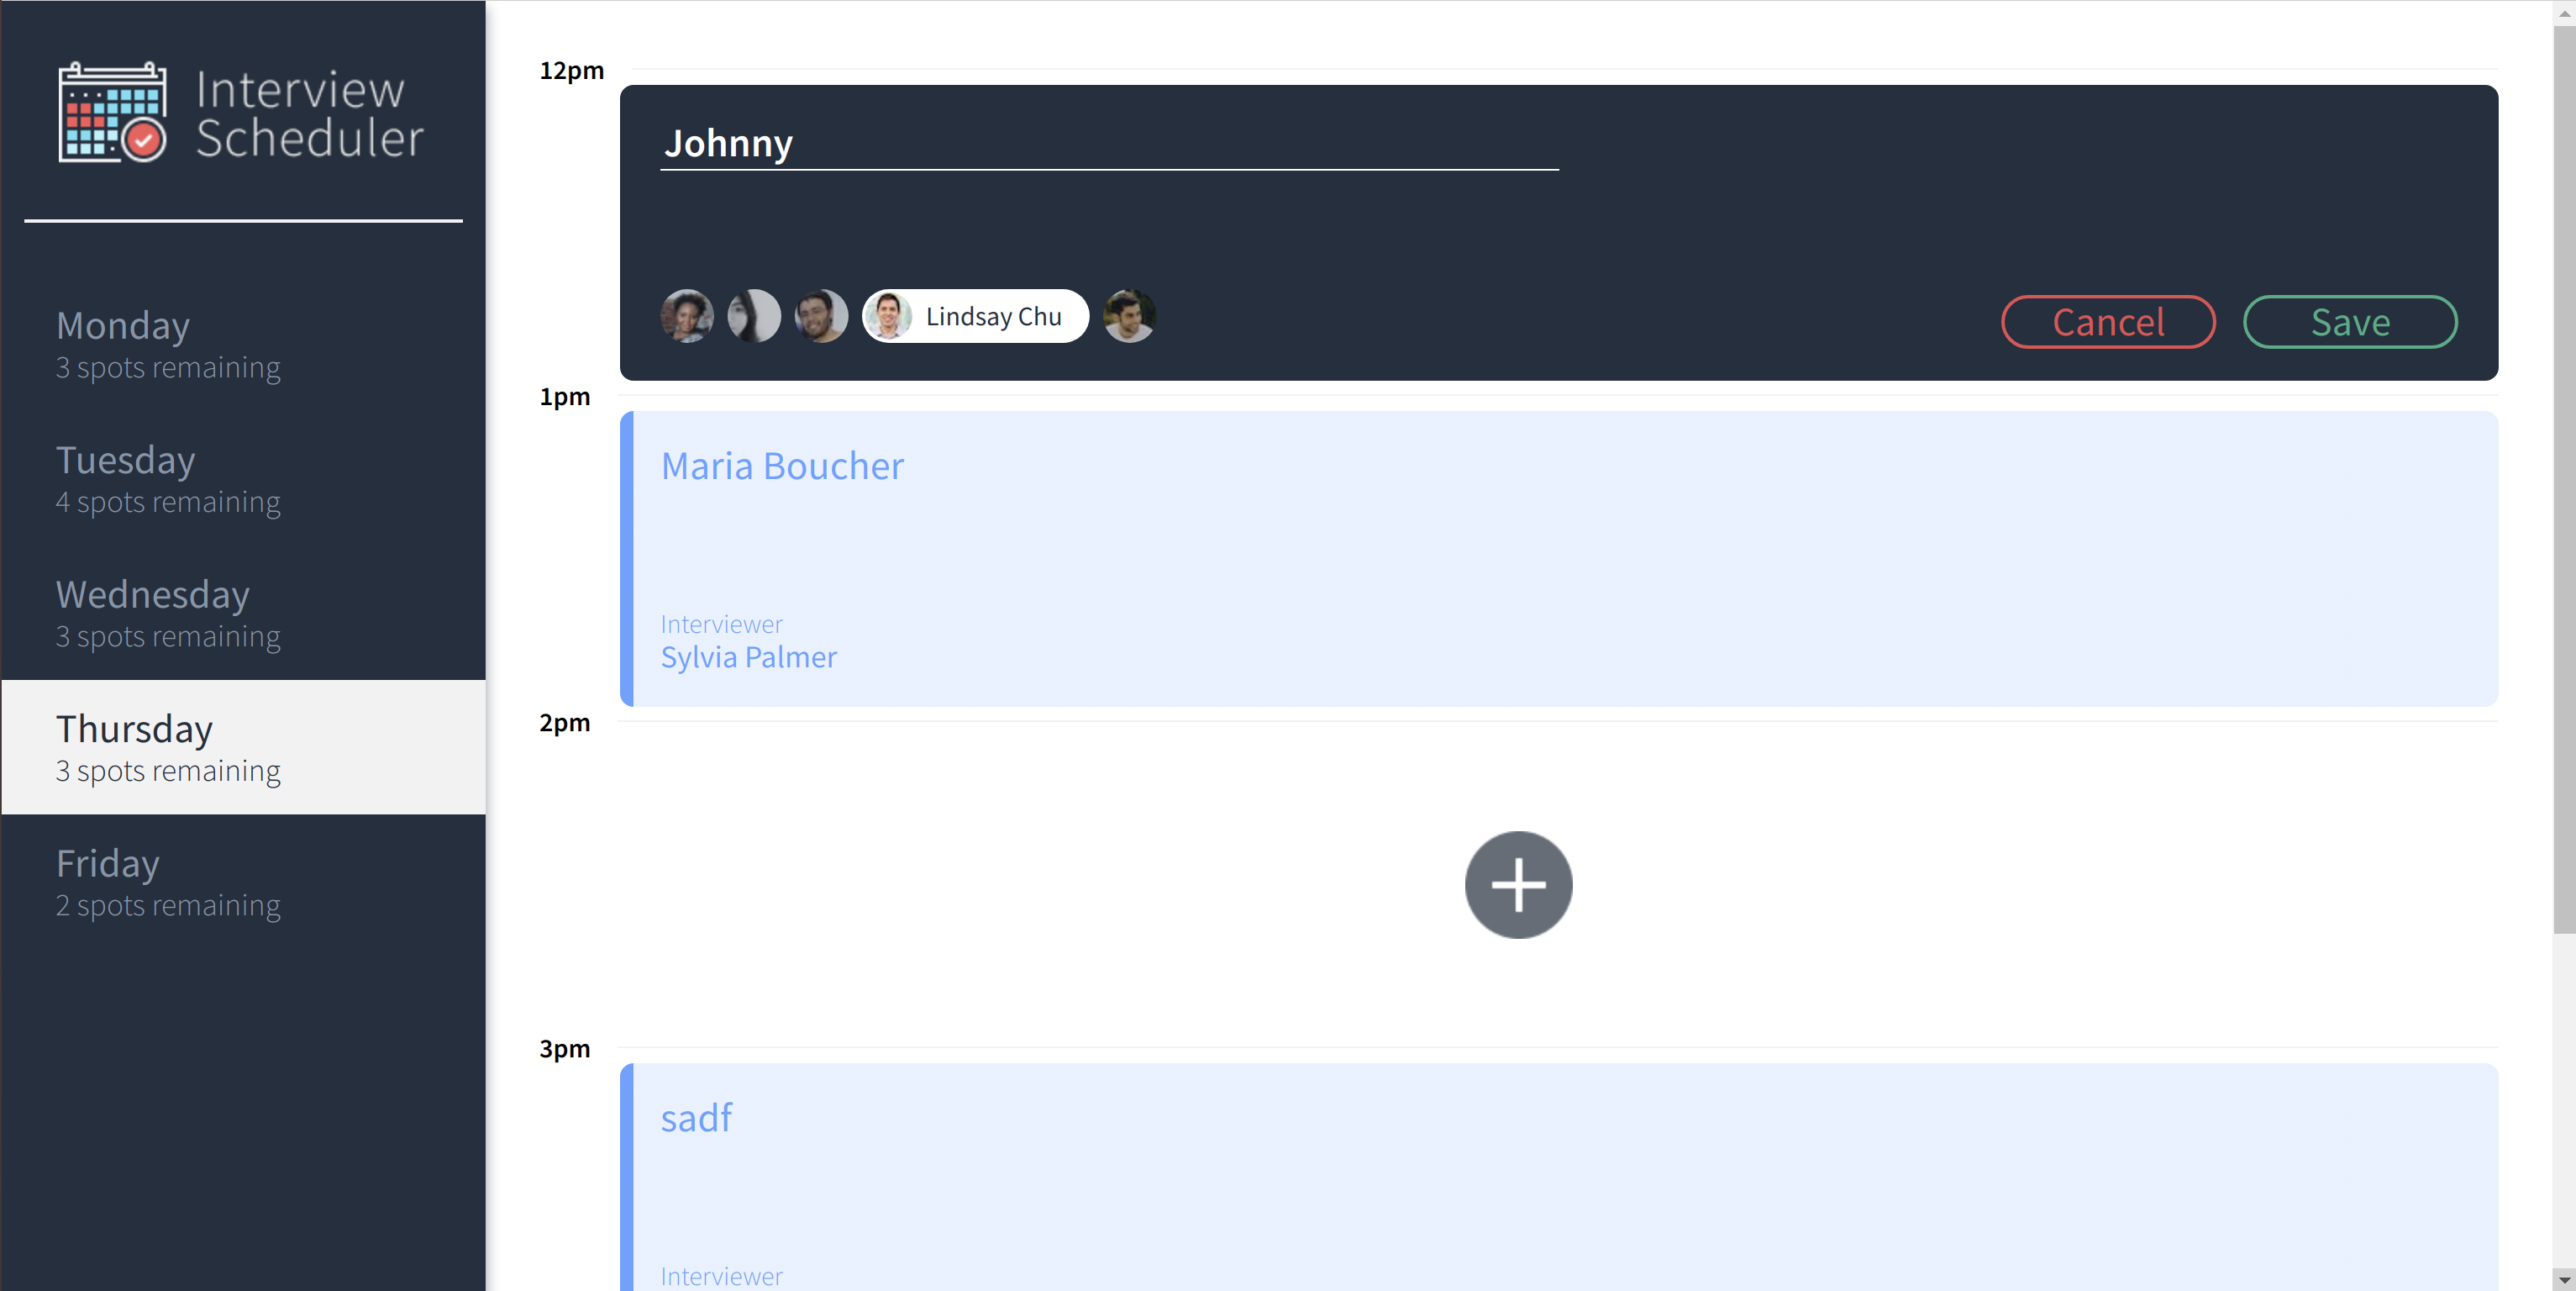 Interview
Scheduler
Monday
3 spots remaining
Tuesday
4 spots remaining
Wednesday
3 spots remaining
Thursday
3 spots remaining
Friday
2 spots remaining
12pm
Johnny
Lindsay Chu
Cancel
Save
1pm
Maria Boucher
Interviewer
Sylvia Palmer
2pm
3pm
sadf
Interviewer